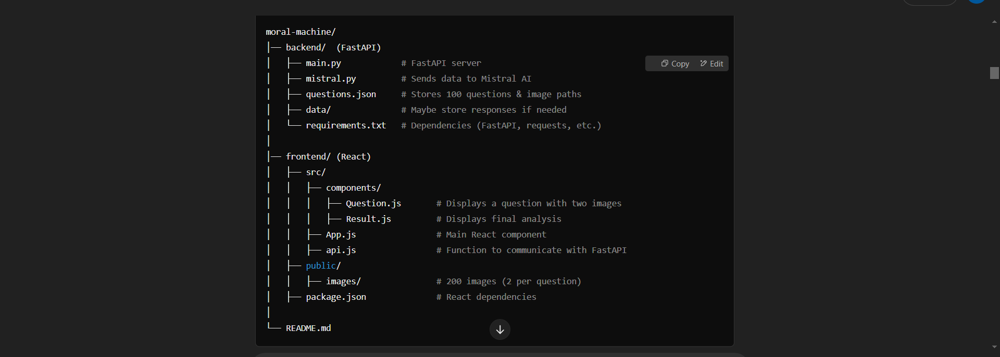 moral-machine/
├── backend/  (FastAPI)
│   ├── main.py            # FastAPI server
Copy Edit
│   ├── mistral.py         # Sends data to Mistral AI
│   ├── questions.json     # Stores 100 questions & image paths
│   ├── data/              # Maybe store responses if needed
│   └── requirements.txt   # Dependencies (FastAPI, requests, etc.)
│
├── frontend/ (React)
│   ├── src/
│   │   ├── components/
│   │   │   ├── Question.js       # Displays a question with two images
│   │   │   ├── Result.js         # Displays final analysis
│   │   ├── App.js                # Main React component
│   │   ├── api.js                # Function to communicate with FastAPI
│   ├── public/
│   │   ├── images/               # 200 images (2 per question)
│   ├── package.json              # React dependencies
│
└── README.md